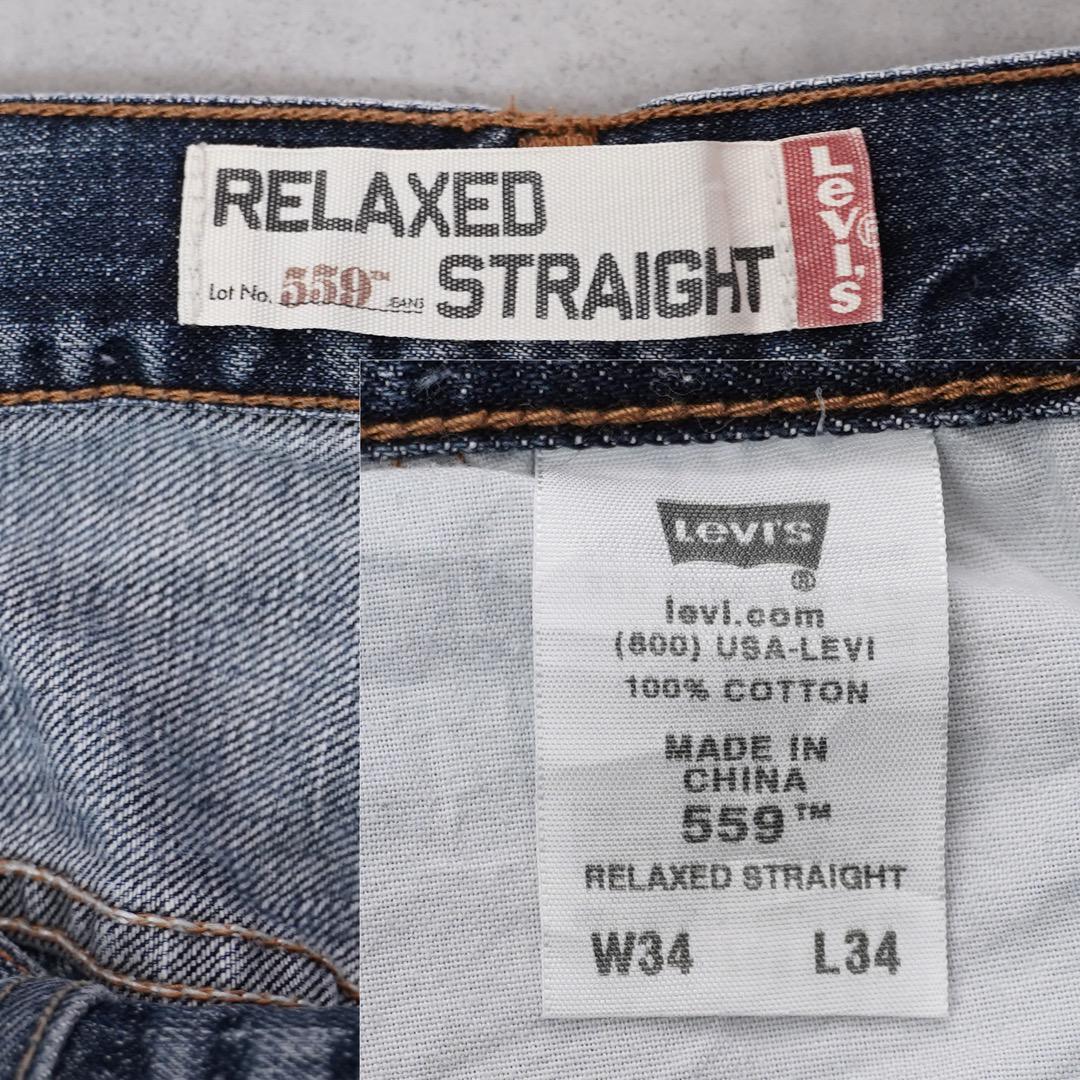 RELAXED
Lot No. 559™ JEANS STRAIGHT
Levi's®
Levi's
®
levi.com
(800) USA-LEVI
100% COTTON
MADE IN
CHINA
559™
RELAXED STRAIGHT
W34 L34